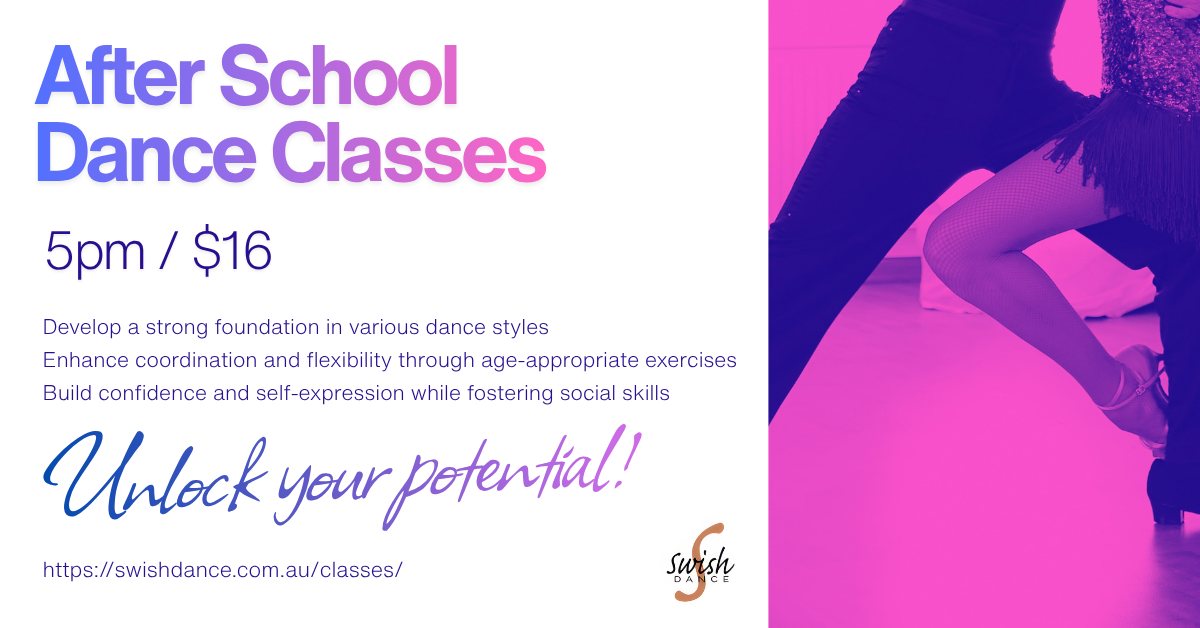 After School
Dance Classes
5pm / $16
Develop a strong foundation in various dance styles
Enhance coordination and flexibility through age-appropriate exercises
Build confidence and self-expression while fostering social skills
Unlock your potential!
https://swishdance.com.au/classes/
S
swish
DANCE